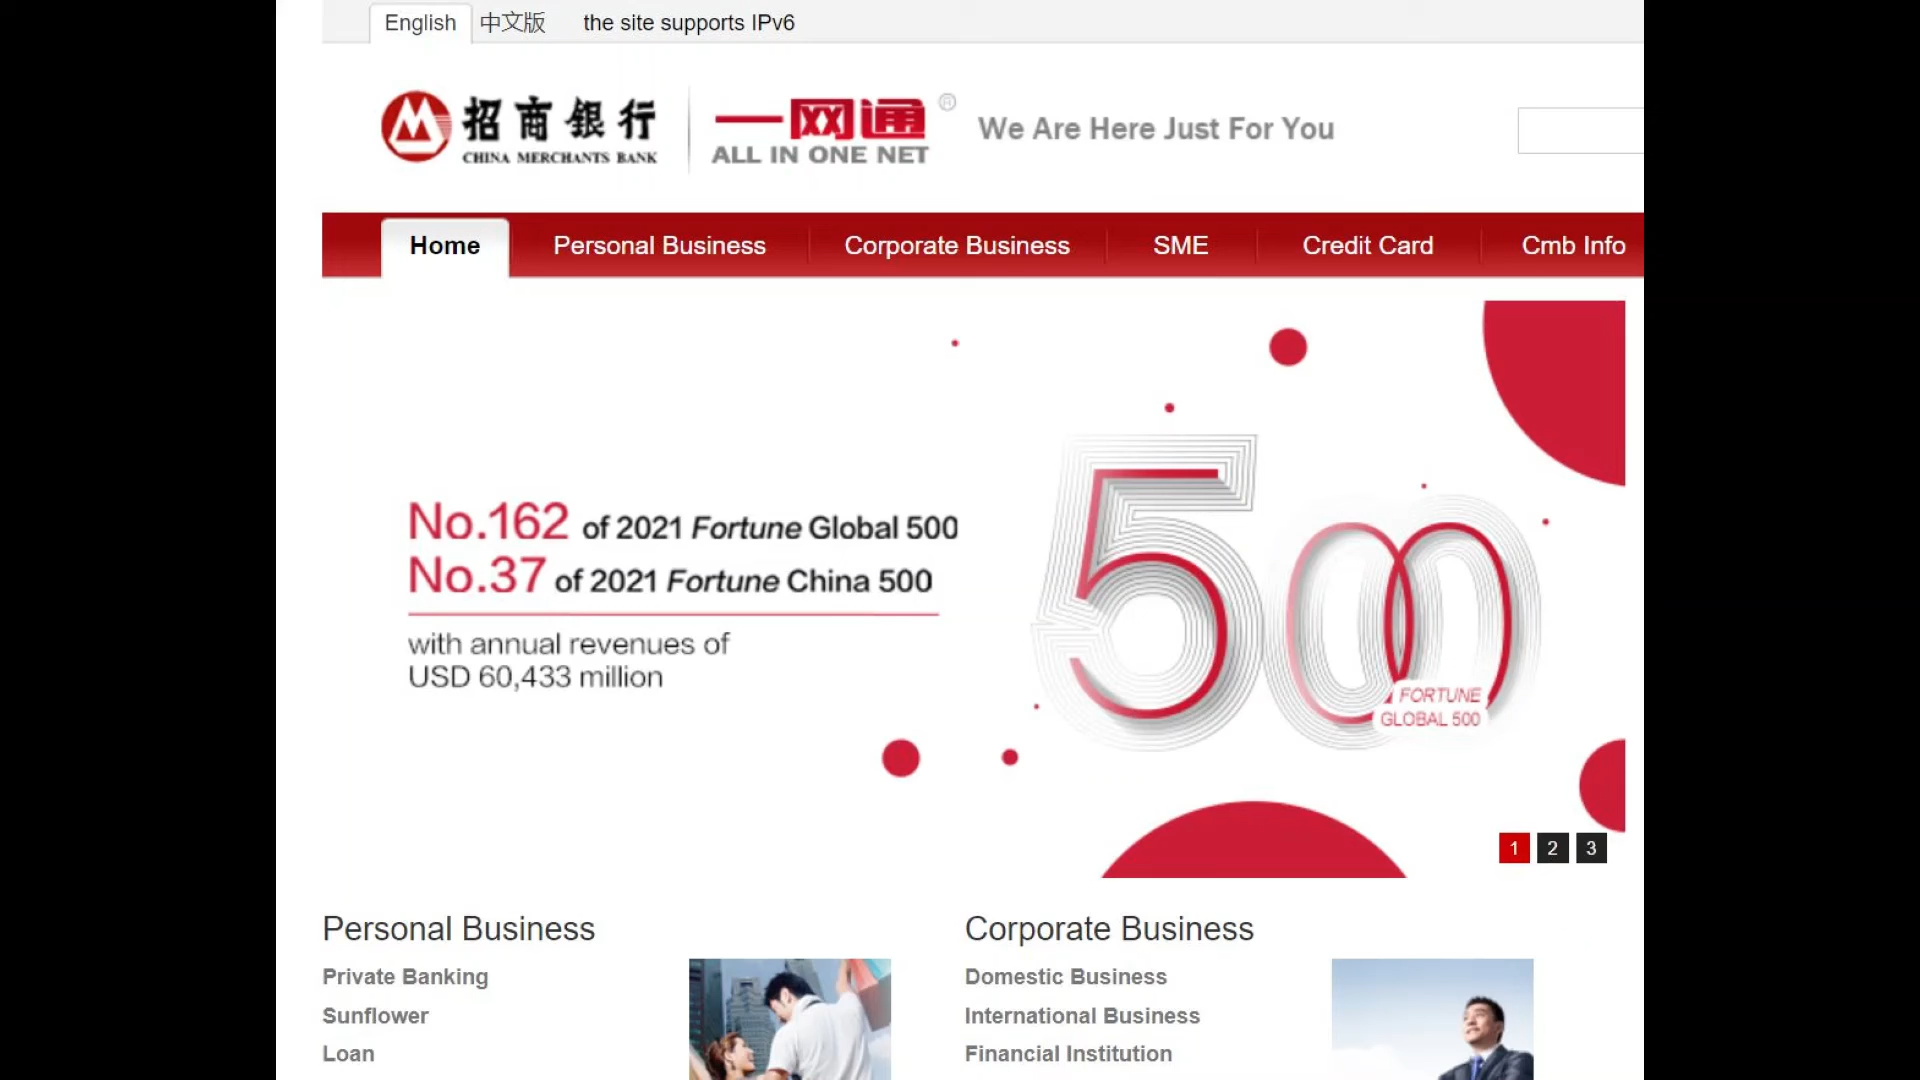 English 中文版 the site supports IPv6
招商银行 一网通 ®
CHINA MERCHANTS BANK ALL IN ONE NET We Are Here Just For You
Home Personal Business Corporate Business SME Credit Card Cmb Info
No.162 of 2021 Fortune Global 500
No.37 of 2021 Fortune China 500
with annual revenues of
USD 60,433 million
500
FORTUNE
GLOBAL 500
1 2 3
Personal Business
Private Banking
Sunflower
Loan
Corporate Business
Domestic Business
International Business
Financial Institution